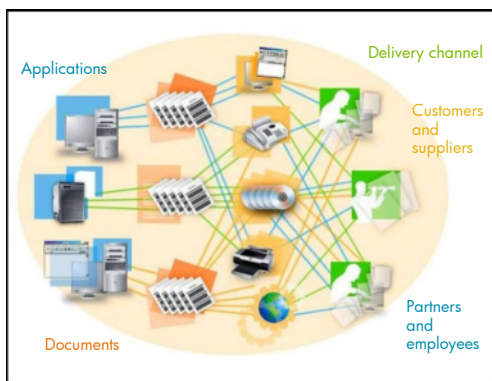 Applications
Delivery channel
Customers
and
suppliers
Documents
Partners
and
employees